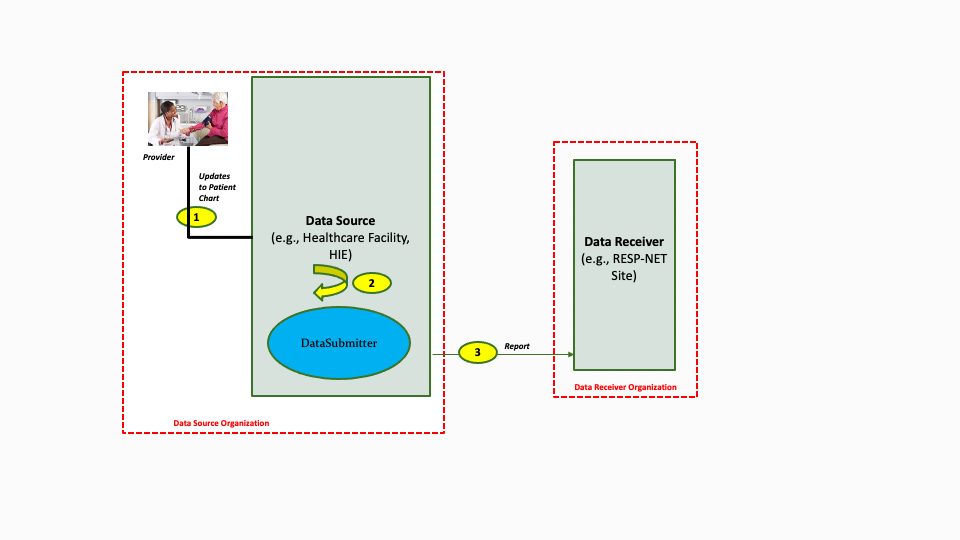 Provider
Updates
to Patient
Chart
1
Data Source
(e.g., Healthcare Facility,
HIE)
2
DataSubmitter
Data Source Organization
3
Report
Data Receiver
(e.g., RESP-NET
Site)
Data Receiver Organization